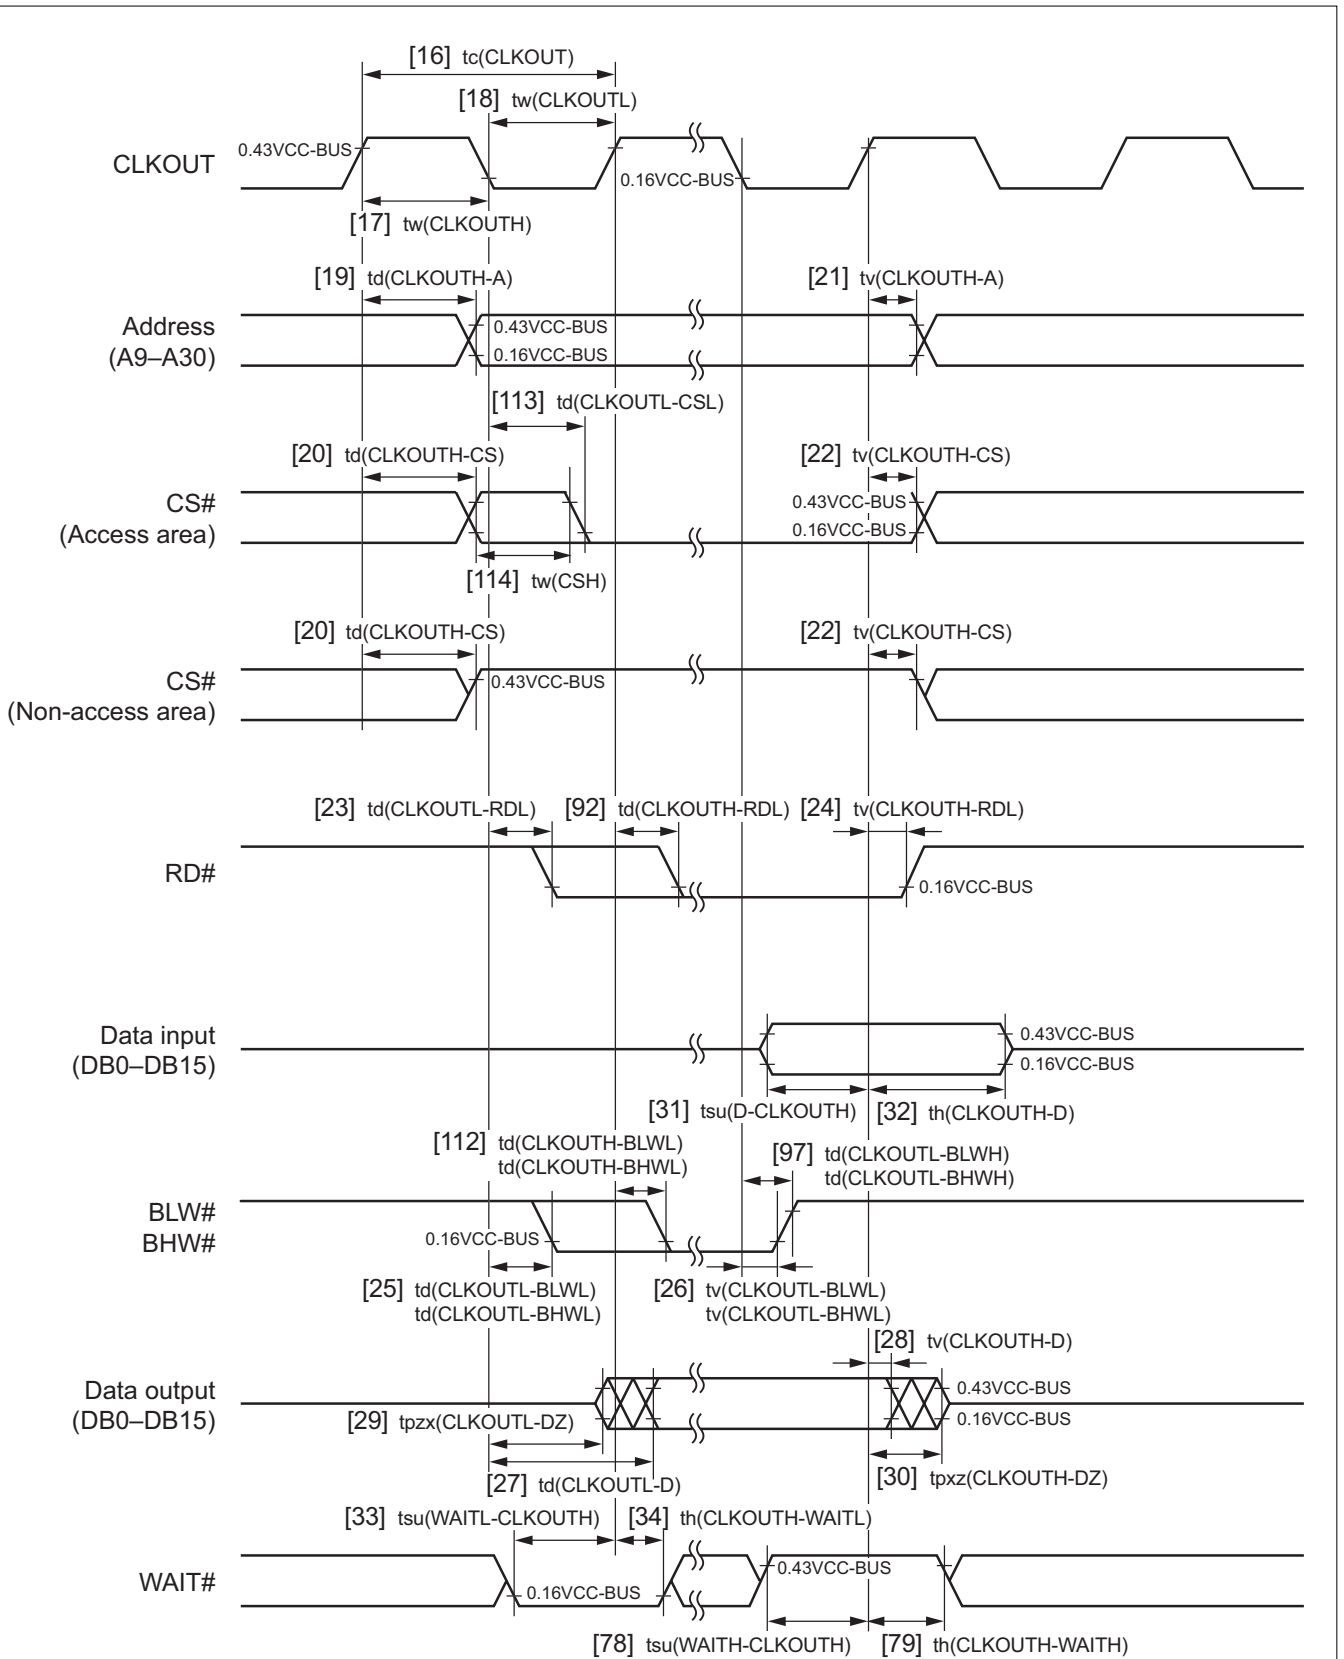 [16] tc(CLKOUT)
[18] tw(CLKOUTL)
CLKOUT
0.43VCC-BUS
0.16VCC-BUS
[17] tw(CLKOUTH)
[19] td(CLKOUTH-A)
[21] tv(CLKOUTH-A)
Address
(A9–A30)
0.43VCC-BUS
0.16VCC-BUS
[113] td(CLKOUTL-CSL)
[20] td(CLKOUTH-CS)
[22] tv(CLKOUTH-CS)
CS#
(Access area)
0.43VCC-BUS
0.16VCC-BUS
[114] tw(CSH)
[20] td(CLKOUTH-CS)
[22] tv(CLKOUTH-CS)
CS#
(Non-access area)
0.43VCC-BUS
[23] td(CLKOUTL-RDL)
[92] td(CLKOUTH-RDL)
[24] tv(CLKOUTH-RDL)
RD#
0.16VCC-BUS
Data input
(DB0–DB15)
0.43VCC-BUS
0.16VCC-BUS
[31] tsu(D-CLKOUTH)
[32] th(CLKOUTH-D)
[112] td(CLKOUTH-BLWL)
td(CLKOUTH-BHWL)
[97] td(CLKOUTL-BLWH)
td(CLKOUTL-BHWH)
BLW#
BHW#
0.16VCC-BUS
[25] td(CLKOUTL-BLWL)
td(CLKOUTL-BHWL)
[26] tv(CLKOUTL-BLWL)
tv(CLKOUTL-BHWL)
[28] tv(CLKOUTH-D)
Data output
(DB0–DB15)
0.43VCC-BUS
0.16VCC-BUS
[29] tpzx(CLKOUTL-DZ)
[27] td(CLKOUTL-D)
[30] tpxz(CLKOUTH-DZ)
[33] tsu(WAITL-CLKOUTH)
[34] th(CLKOUTH-WAITL)
WAIT#
0.16VCC-BUS
0.43VCC-BUS
[78] tsu(WAITH-CLKOUTH)
[79] th(CLKOUTH-WAITH)